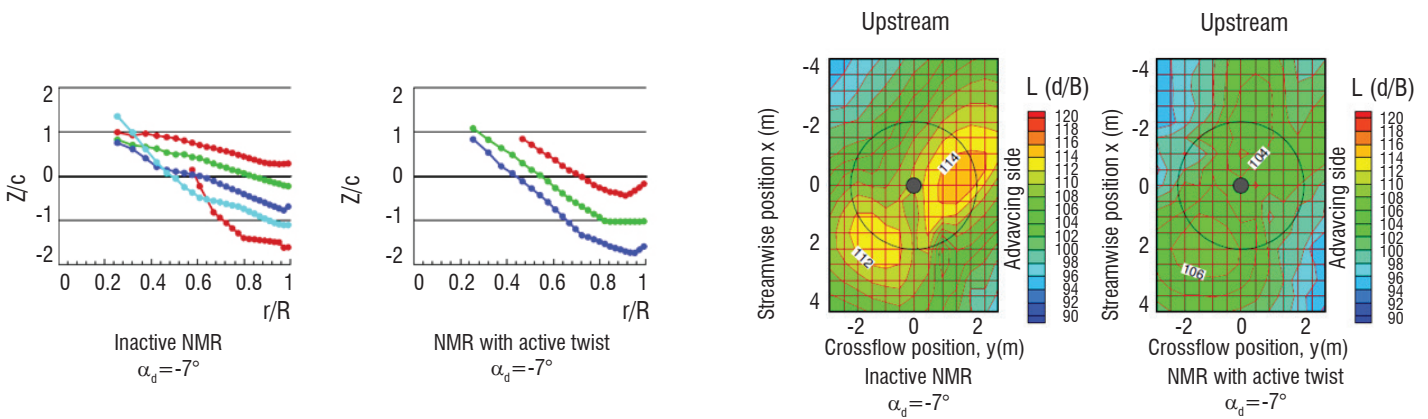 2
1
0
-1
-2
Z/c
0 0.2 0.4 0.6 0.8 1
r/R
Inactive NMR
αd=-7°
2
1
0
-1
-2
Z/c
0 0.2 0.4 0.6 0.8 1
r/R
NMR with active twist
αd=-7°
Upstream
-4
-2
0
2
4
Streamwise position x (m)
114
112
-2 0 2
Crossflow position, y(m)
Inactive NMR
αd=-7°
Advavcing side
L (d/B)
120
118
116
114
112
110
108
106
104
102
100
98
96
94
92
90
Upstream
-4
-2
0
2
4
Streamwise position x (m)
104
106
-2 0 2
Crossflow position, y(m)
NMR with active twist
αd=-7°
Advavcing side
L (d/B)
120
118
116
114
112
110
108
106
104
102
100
98
96
94
92
90